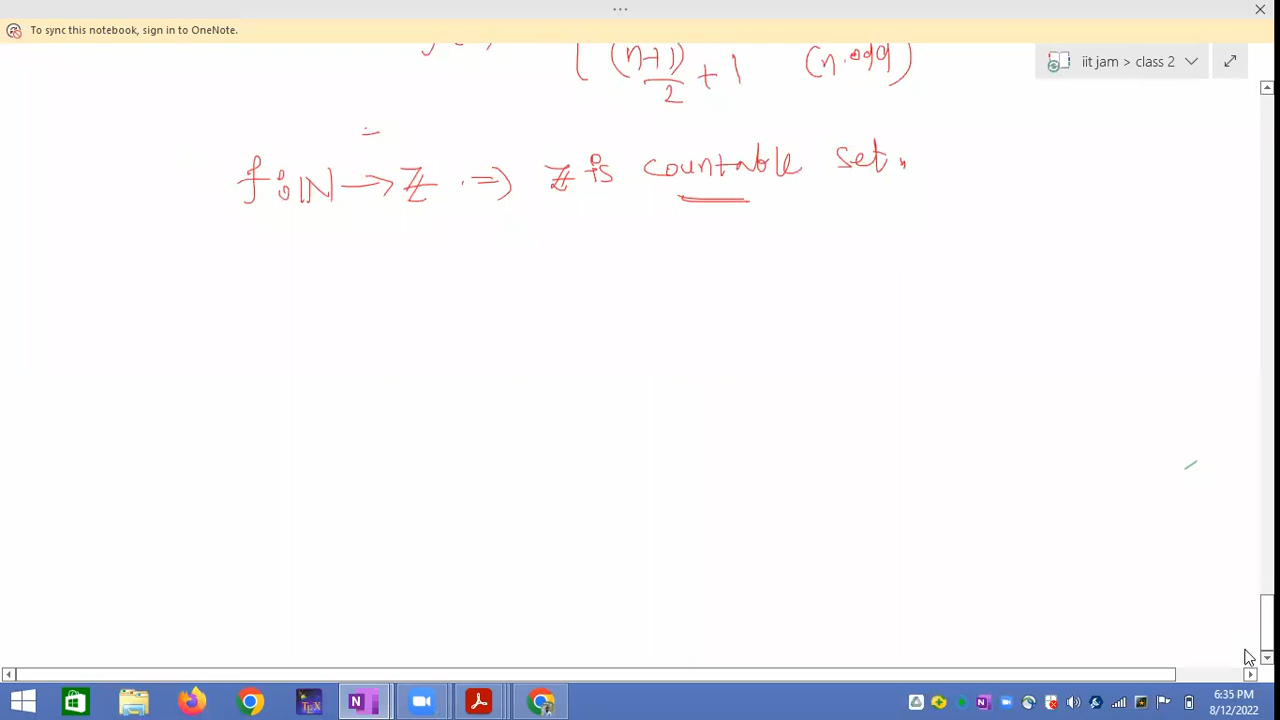 To sync this notebook, sign in to OneNote.
iit jam > class 2
(n-1)/2 + 1 (n odd)
f: ℕ → ℤ ⇒ ℤ is countable set.
6:35 PM
8/12/2022